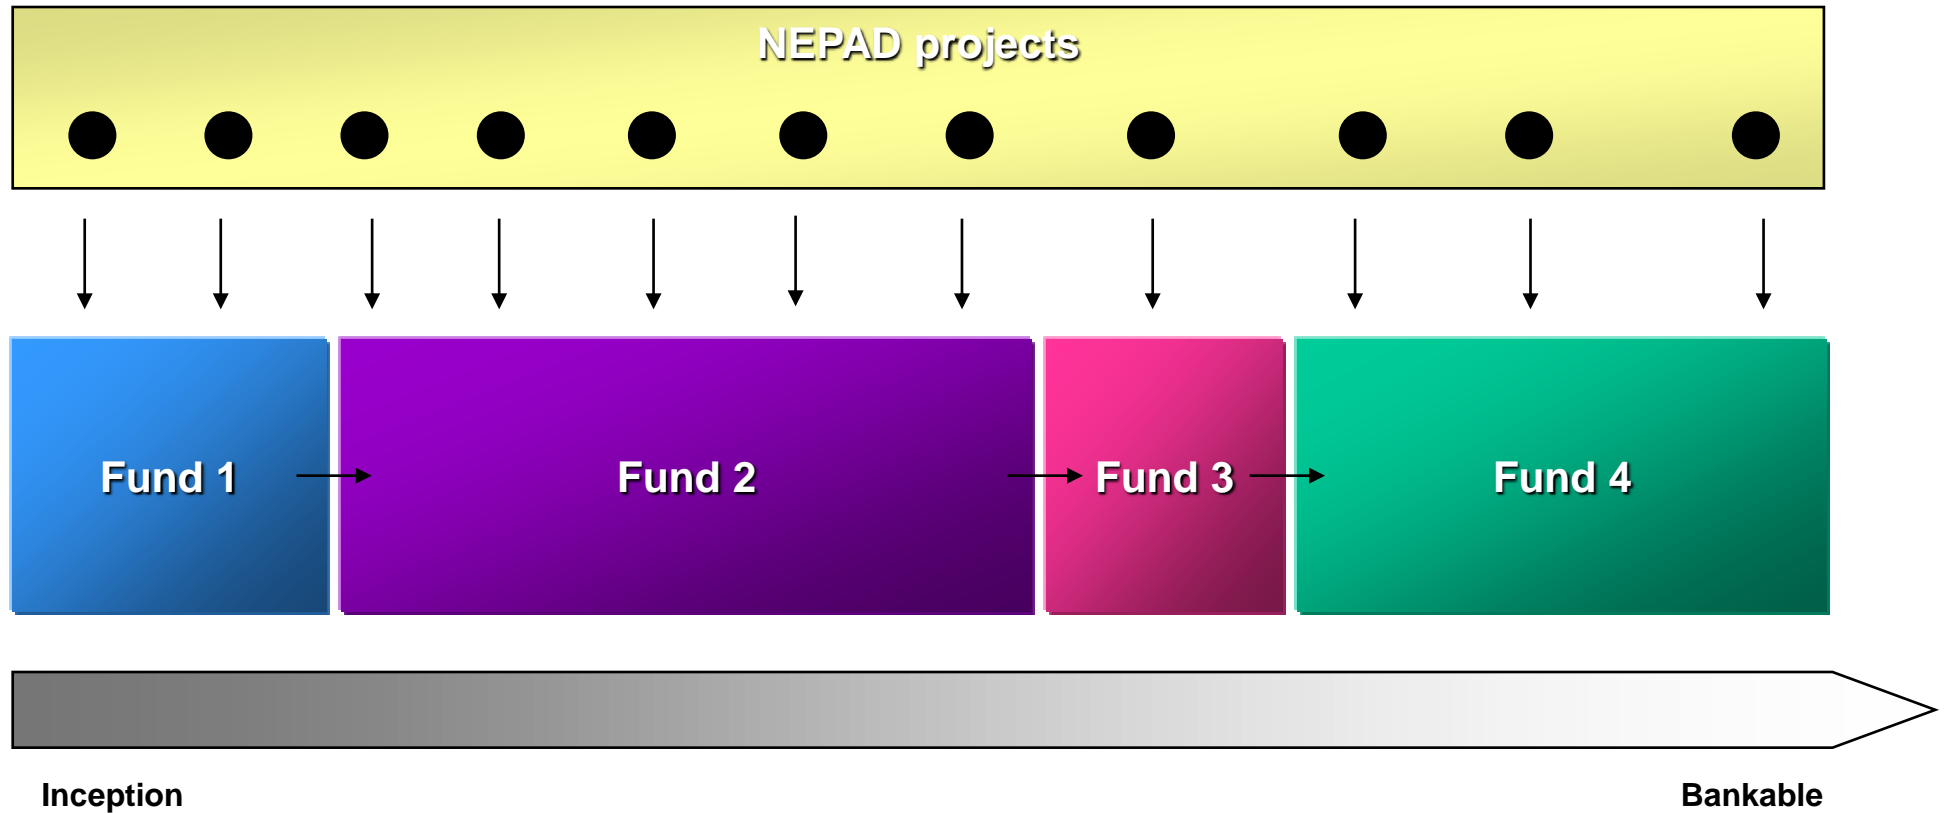 NEPAD projects
Fund 1
Fund 2
Fund 3
Fund 4
Inception
Bankable